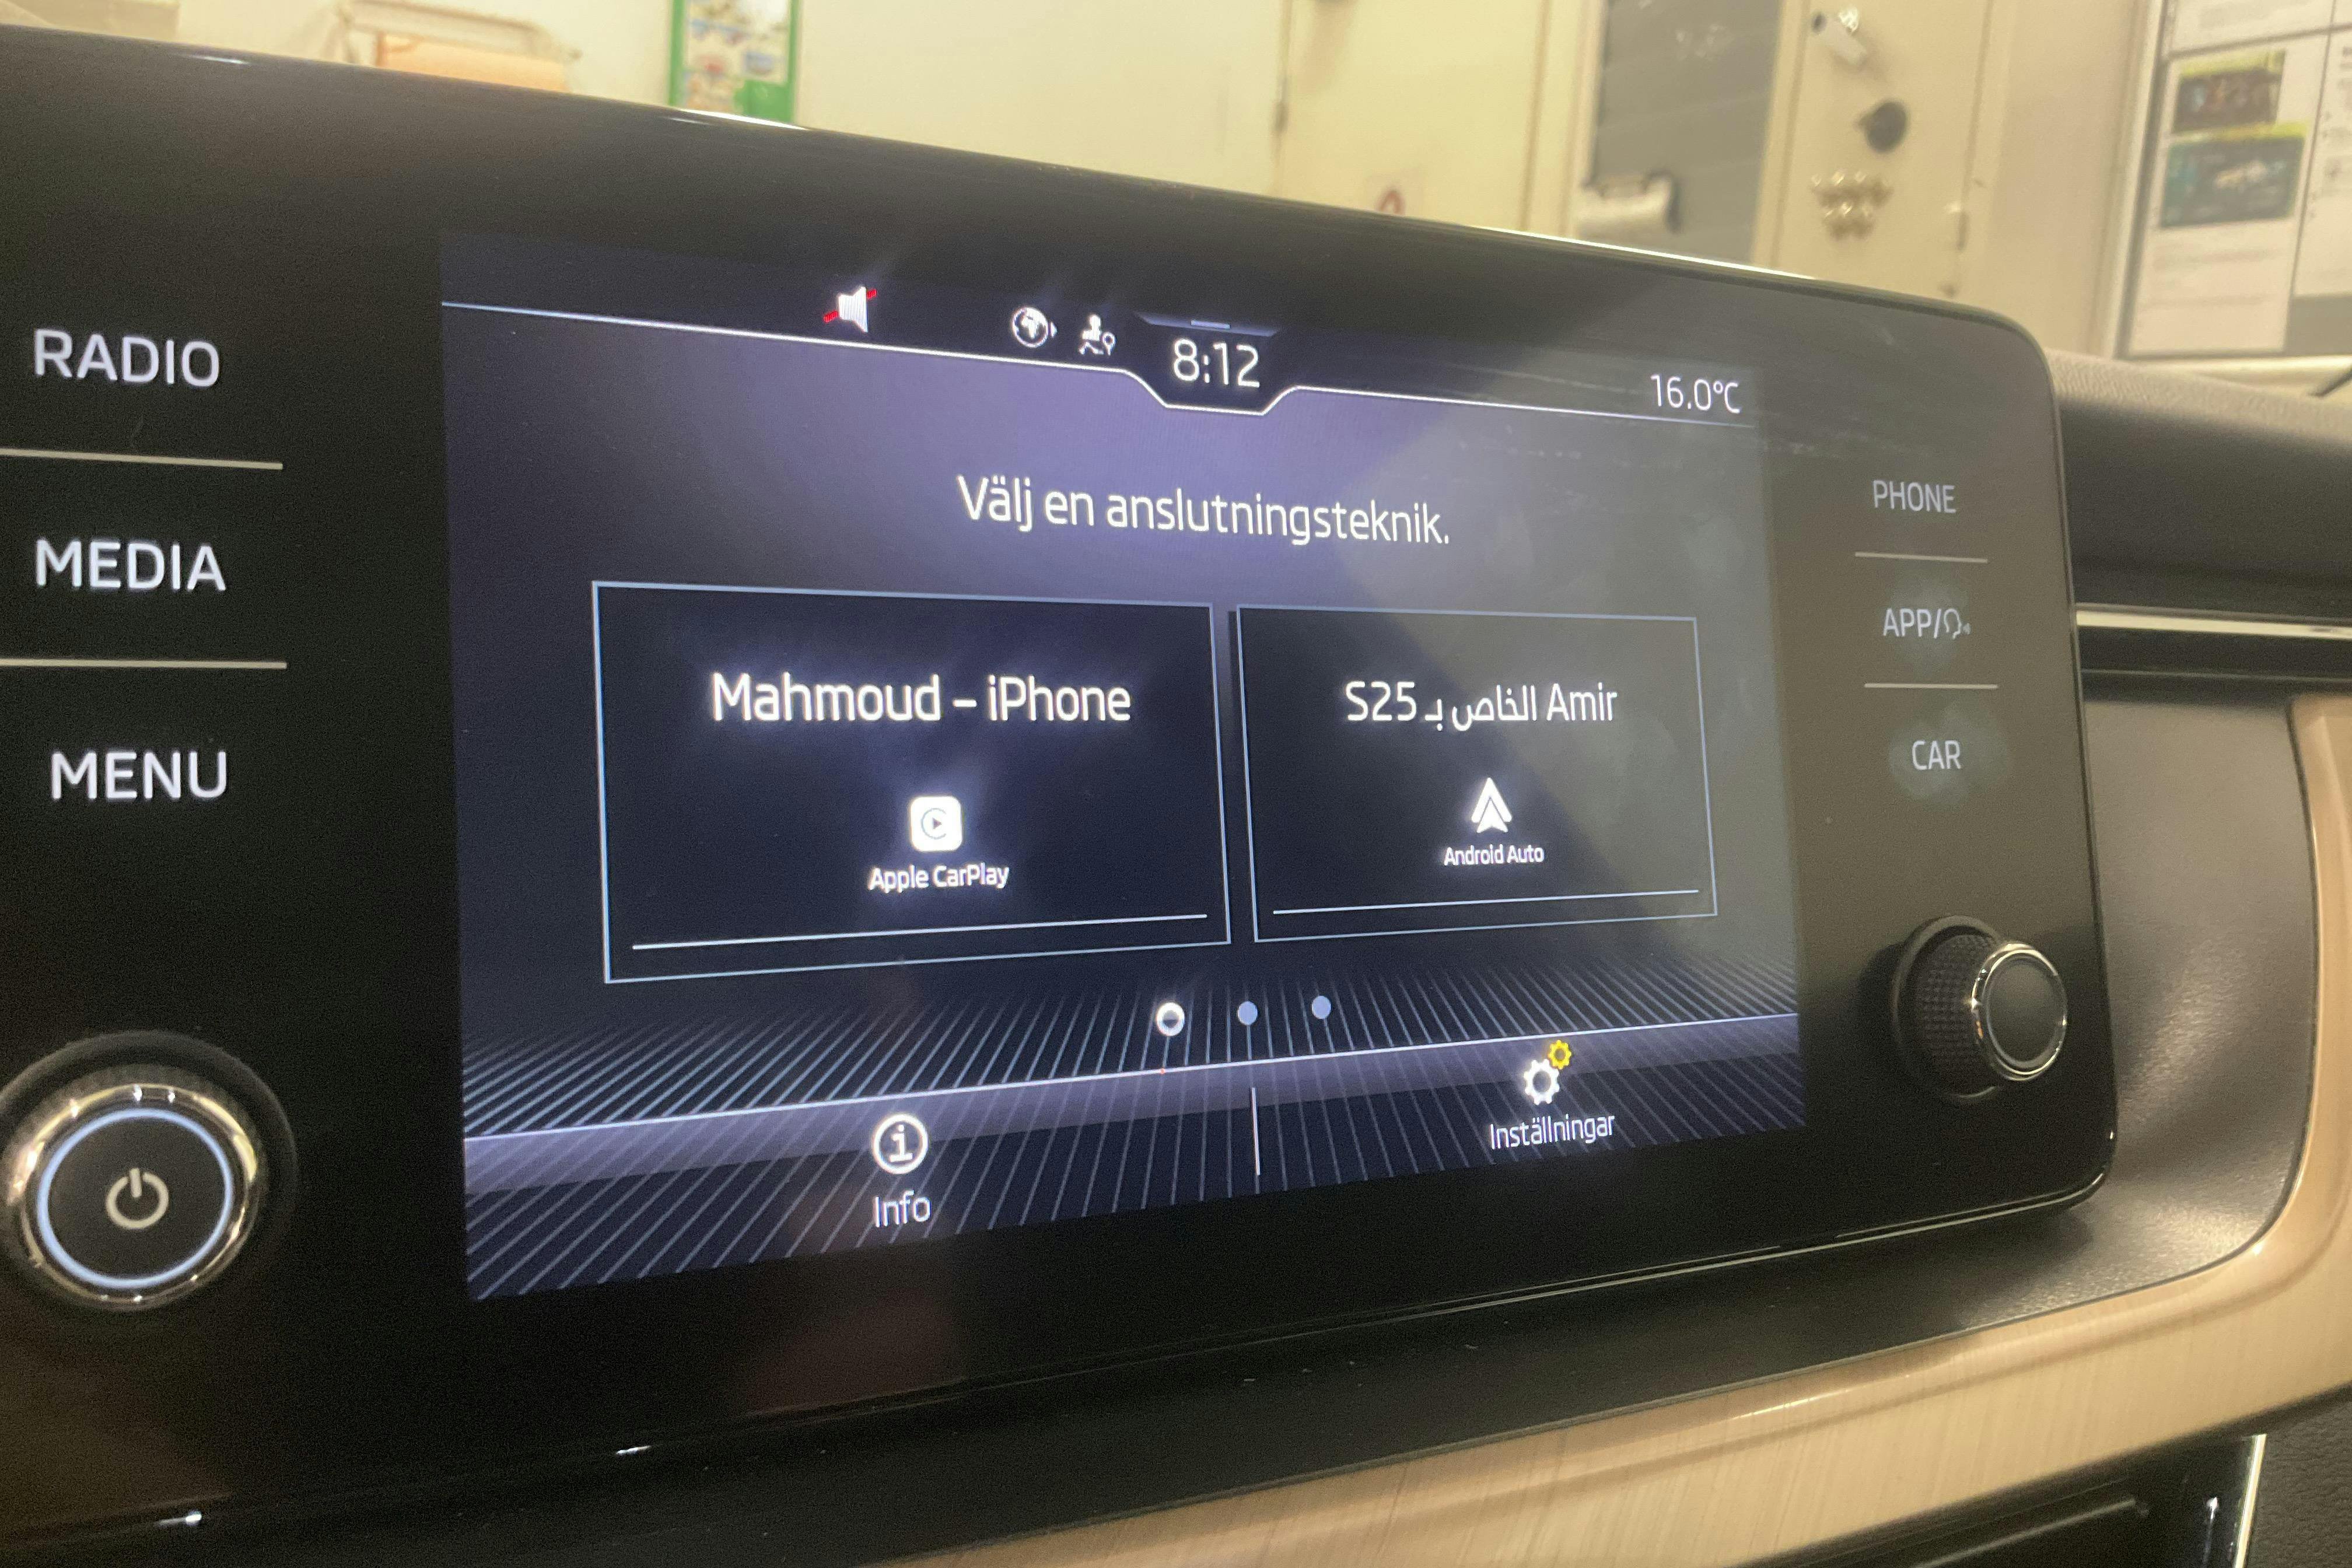 RADIO
MEDIA
MENU
8:12
16.0°C
Välj en anslutningsteknik.
Mahmoud – iPhone
Apple CarPlay
S25 الخاص بـ Amir
Android Auto
Info
Inställningar
PHONE
APP/
CAR